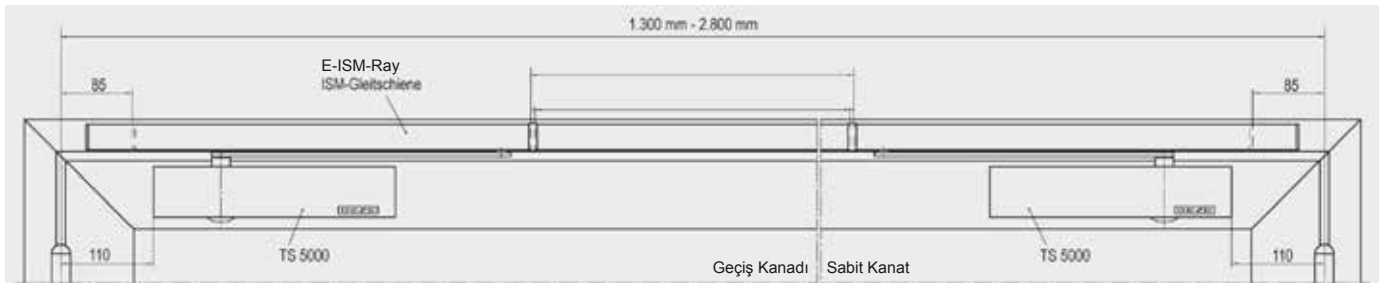 1.300 mm - 2.800 mm
E-ISM-Ray
ISM-Gleitschiene
85
85
110
TS 5000
Geçiş Kanadı
Sabit Kanat
TS 5000
110